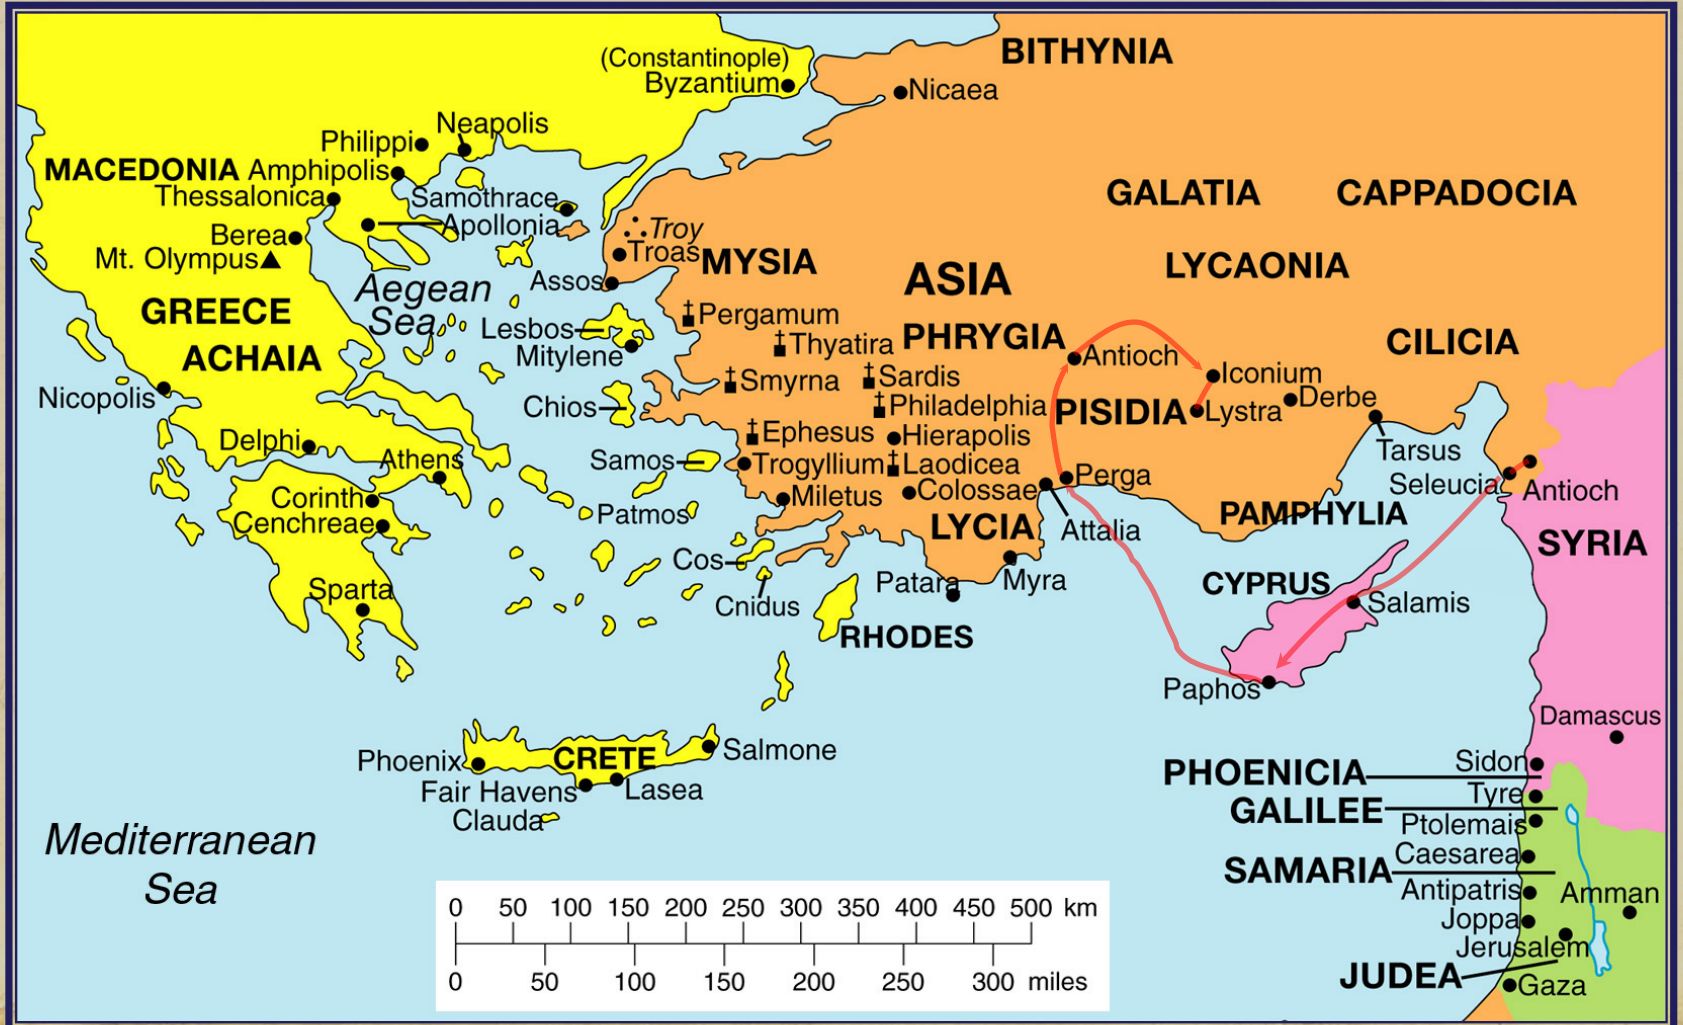 (Constantinople)
Byzantium
BITHYNIA
Nicaea
Neapolis
Philippi
MACEDONIA
Amphipolis
Thessalonica
Samothrace
Apollonia
GALATIA
CAPPADOCIA
Berea
Mt. Olympus
Troy
Troas
MYSIA
LYCAONIA
Aegean
Sea
Assos
ASIA
GREECE
Pergamum
Lesbos
Mitylene
Thyatira
PHRYGIA
Antioch
CILICIA
ACHAIA
Nicopolis
Smyrna
Sardis
Iconium
Chios
Philadelphia
PISIDIA
Lystra
Derbe
Delphi
Athens
Ephesus
Hierapolis
Tarsus
Samos
Trogyllium
Laodicea
Perga
Seleucia
Antioch
Corinth
Cenchreae
Miletus
Colossae
Patmos
LYCIA
Attalia
PAMPHYLIA
SYRIA
Cos
Sparta
Cnidus
Patara
Myra
CYPRUS
Salamis
RHODES
Paphos
Damascus
Phoenix
CRETE
Salmone
Fair Havens
Lasea
Clauda
PHOENICIA
Sidon
Tyre
GALILEE
Ptolemais
Caesarea
SAMARIA
Antipatris
Amman
Joppa
Jerusalem
JUDEA
Gaza
Mediterranean
Sea
0 50 100 150 200 250 300 350 400 450 500 km
0 50 100 150 200 250 300 miles